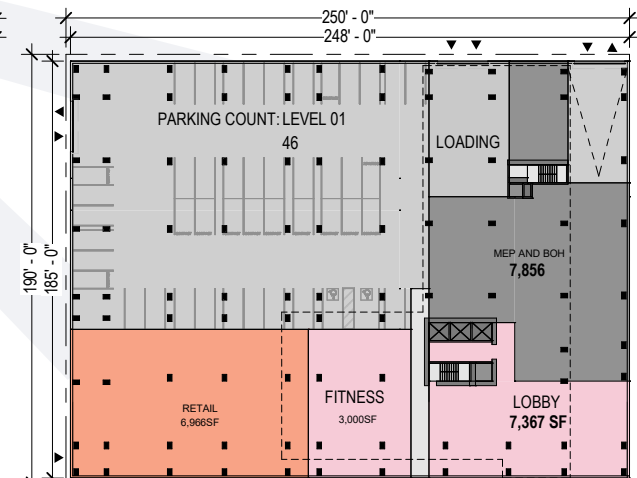 250' - 0"
248' - 0"
PARKING COUNT: LEVEL 01
46
LOADING
190' - 0"
185' - 0"
MEP AND BOH
7,856
RETAIL
6,966SF
FITNESS
3,000SF
LOBBY
7,367 SF